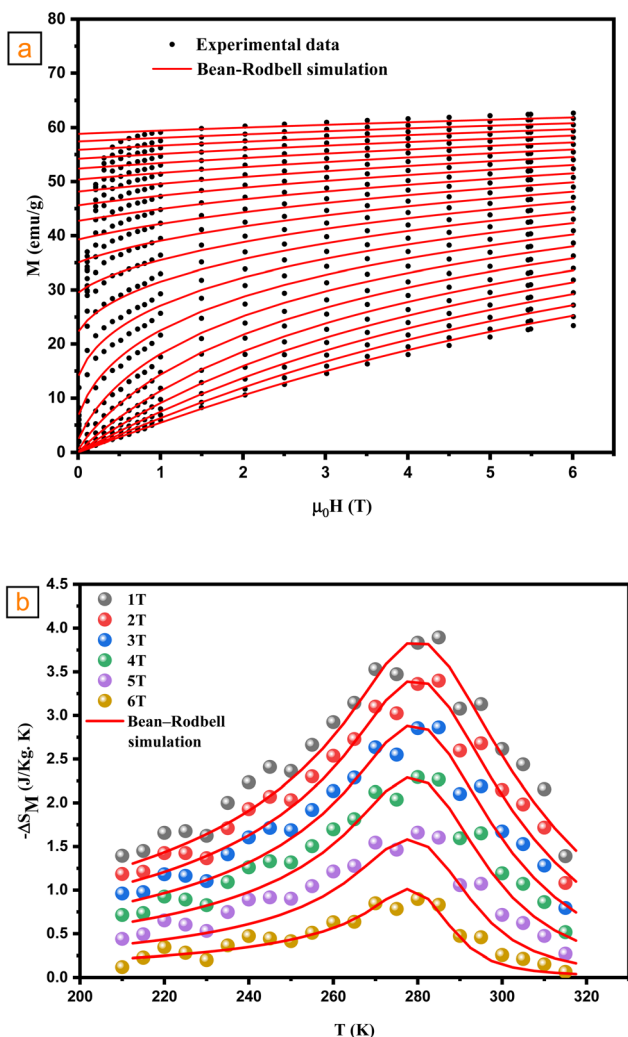 a
Experimental data
Bean-Rodbell simulation
M (emu/g)
80
70
60
50
40
30
20
10
0
0 1 2 3 4 5 6
μ₀H (T)
b
1T
2T
3T
4T
5T
6T
Bean–Rodbell
simulation
-ΔSM (J/Kg. K)
4.5
4.0
3.5
3.0
2.5
2.0
1.5
1.0
0.5
0.0
200 220 240 260 280 300 320
T (K)